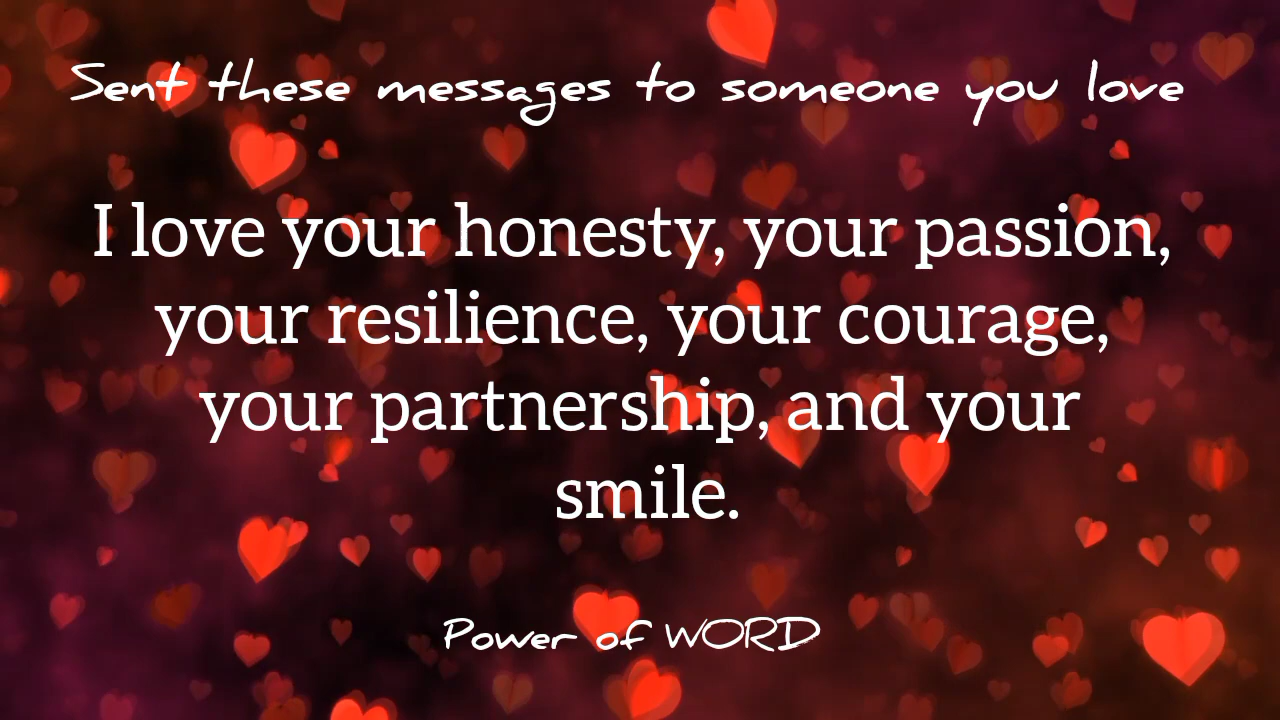 Sent these messages to someone you love
I love your honesty, your passion,
your resilience, your courage,
your partnership, and your
smile.
Power of WORD